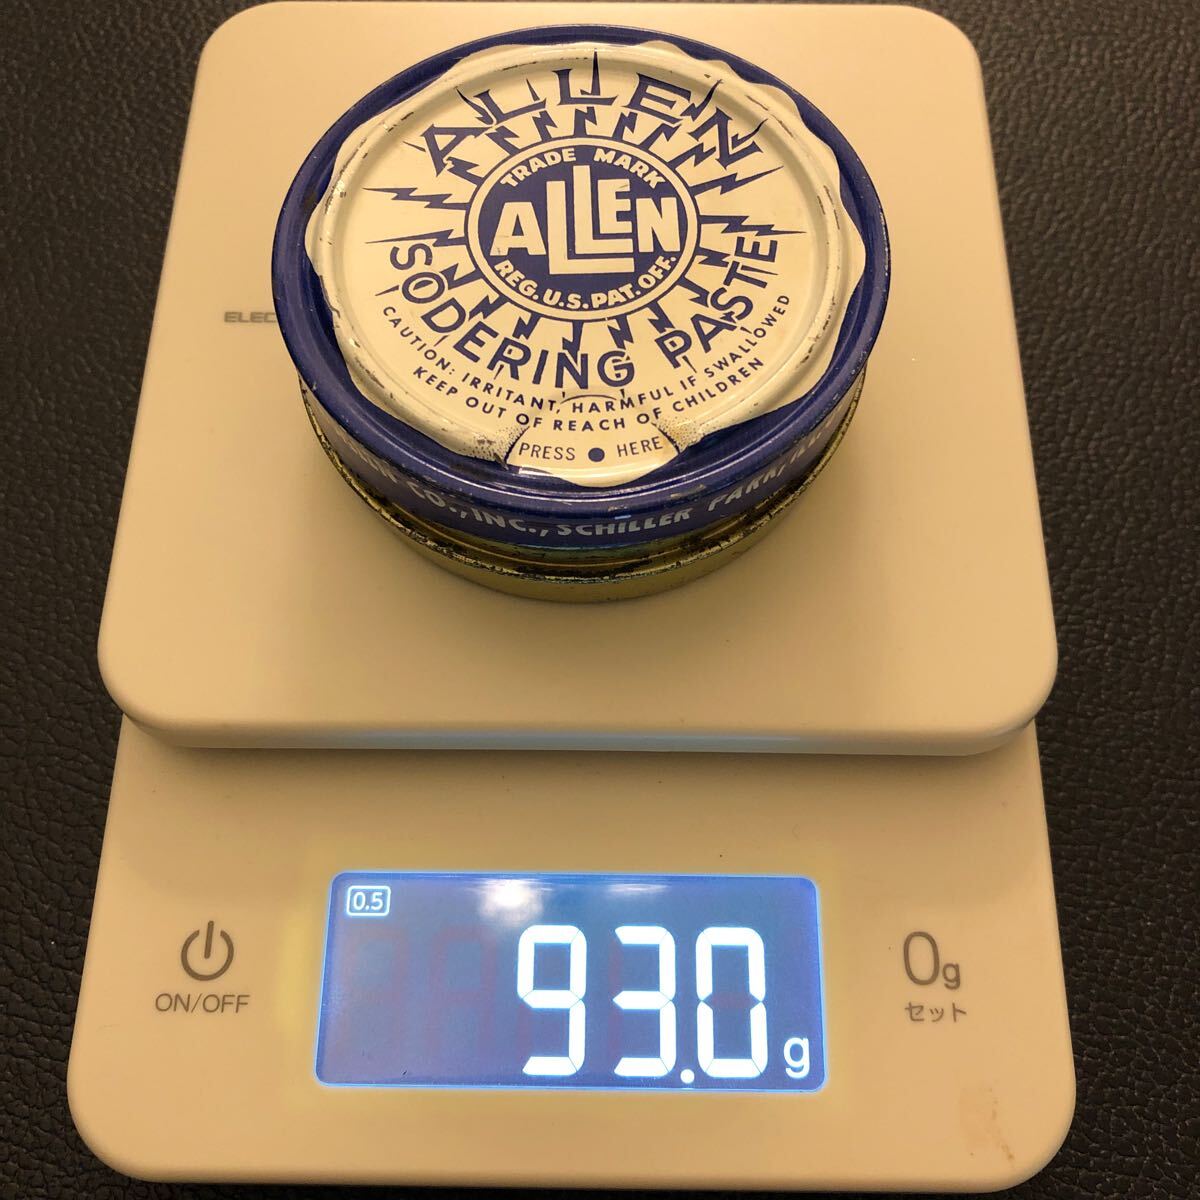 ALLEN
TRADE MARK
ALLEN
REG. U.S. PAT. OFF.
SODERING PASTE
CAUTION: IRRITANT, HARMFUL IF SWALLOWED
KEEP OUT OF REACH OF CHILDREN
PRESS ● HERE
CO., INC., SCHILLER PARK,
ELEC
0.5
93.0 g
ON/OFF
0g
セット